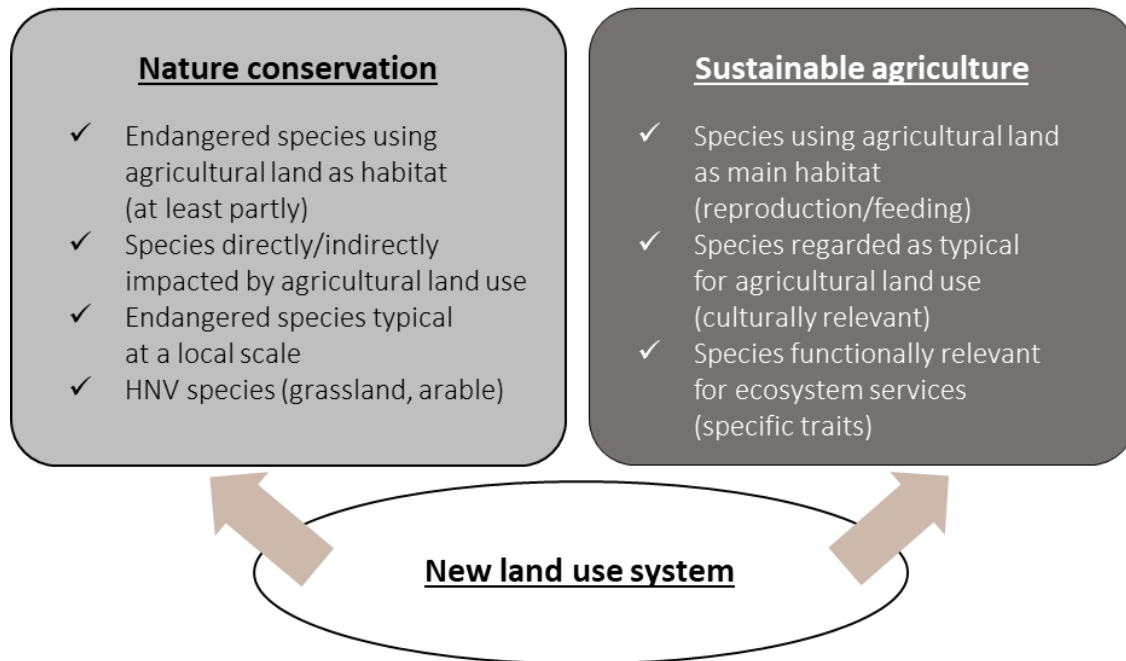 Nature conservation
✓ Endangered species using
agricultural land as habitat
(at least partly)
✓ Species directly/indirectly
impacted by agricultural land use
✓ Endangered species typical
at a local scale
✓ HNV species (grassland, arable)
Sustainable agriculture
✓ Species using agricultural land
as main habitat
(reproduction/feeding)
✓ Species regarded as typical
for agricultural land use
(culturally relevant)
✓ Species functionally relevant
for ecosystem services
(specific traits)
New land use system